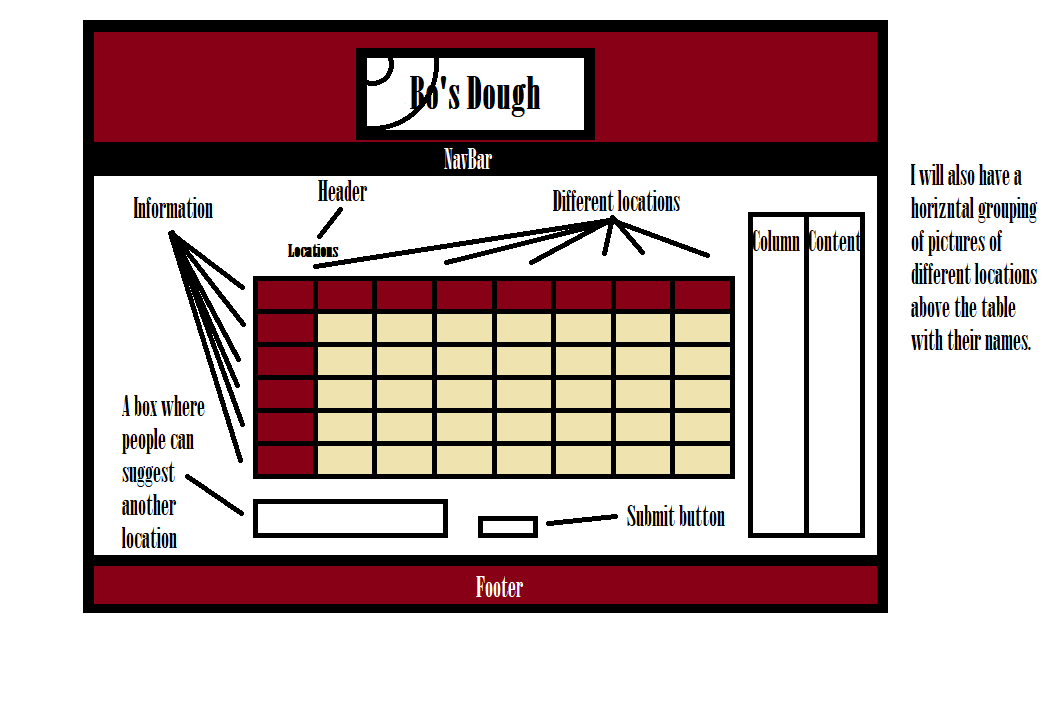 Bo's Dough
NavBar
Information
Header
Different locations
Locations
Column
Content
I will also have a
horizntal grouping
of pictures of
different locations
above the table
with their names.
A box where
people can
suggest
another
location
Submit button
Footer